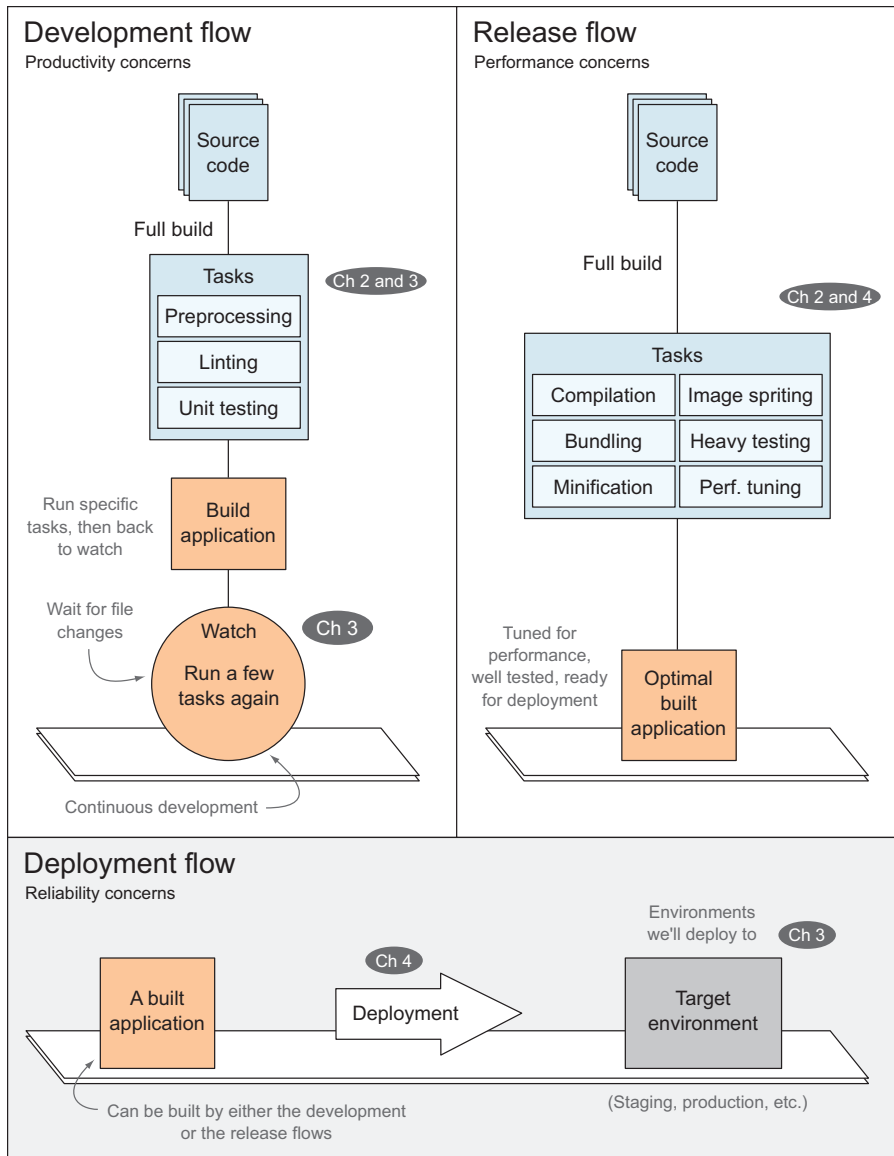 Development flow
Productivity concerns
Source
code
Full build
Tasks
Ch 2 and 3
Preprocessing
Linting
Unit testing
Run specific
tasks, then back
to watch
Build
application
Wait for file
changes
Watch
Ch 3
Run a few
tasks again
Continuous development
Release flow
Performance concerns
Source
code
Full build
Ch 2 and 4
Tasks
Compilation
Image spriting
Bundling
Heavy testing
Minification
Perf. tuning
Tuned for
performance,
well tested, ready
for deployment
Optimal
built
application
Deployment flow
Reliability concerns
A built
application
Can be built by either the development
or the release flows
Ch 4
Deployment
Environments
we'll deploy to
Ch 3
Target
environment
(Staging, production, etc.)